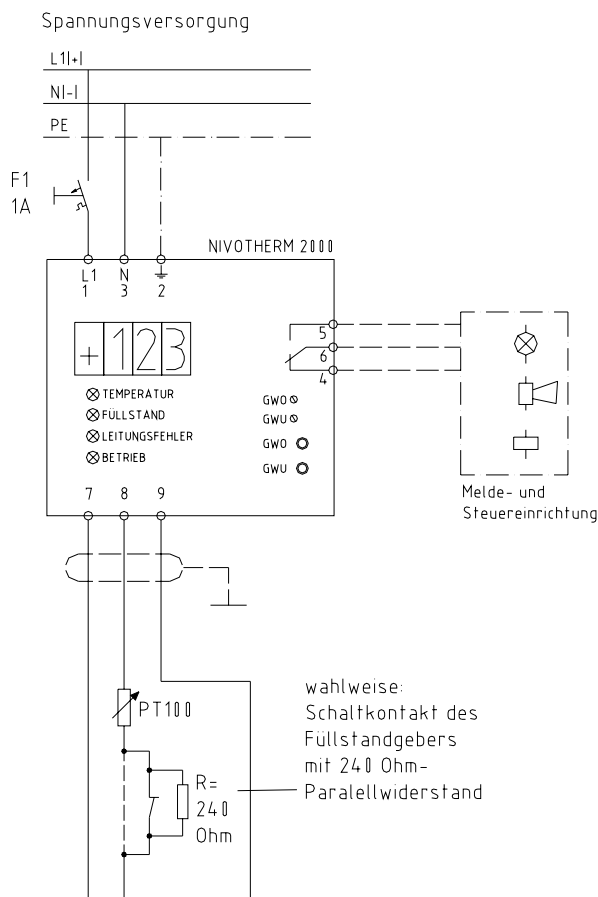 Spannungsversorgung
L1|+|
N|-|
PE
F1
1A
NIVOTHERM 2000
L1 N
1 3 2
+123
5
6
4
TEMPERATUR
FÜLLSTAND
LEITUNGSFEHLER
BETRIEB
GWO
GWU
GWO
GWU
7 8 9
Melde- und
Steuereinrichtung
PT100
R=
240
Ohm
wahlweise:
Schaltkontakt des
Füllstandgebers
mit 240 Ohm-
Paralellwiderstand